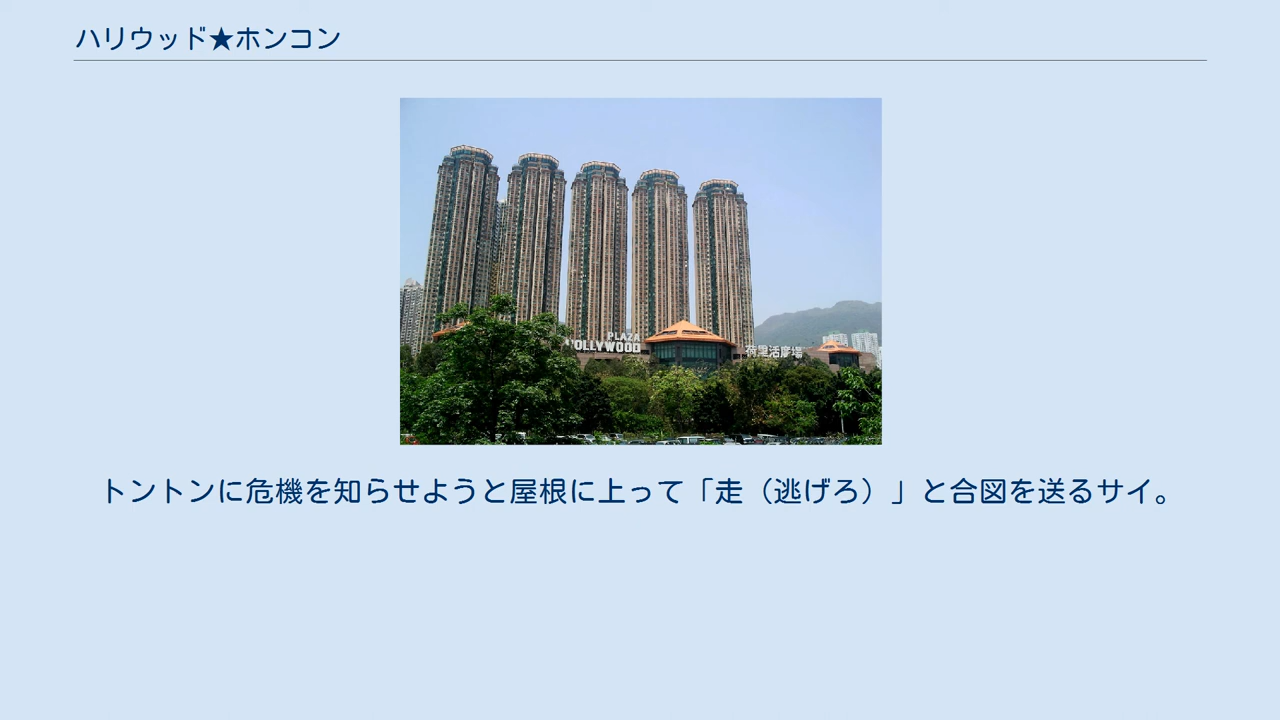 ハリウッド★ホンコン
PLAZA
HOLLYWOOD
荷里活廣場
トントンに危機を知らせようと屋根に上って「走（逃げろ）」と合図を送るサイ。